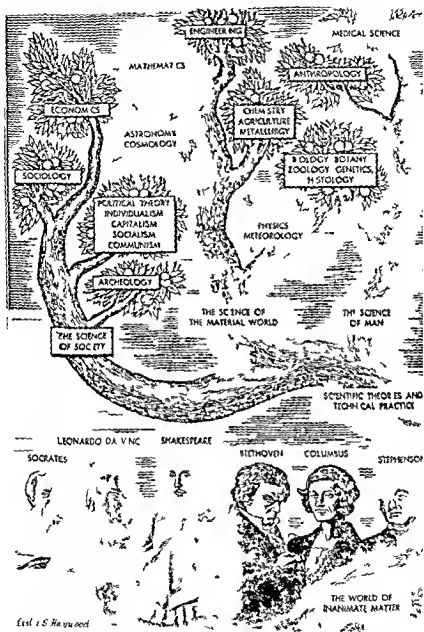 ENGINEERING
MEDICAL SCIENCE
MATHEMATICS
ANTHROPOLOGY
ECONOMICS
CHEMISTRY
AGRICULTURE
METALLURGY
ASTRONOMY
COSMOLOGY
BIOLOGY BOTANY
ZOOLOGY GENETICS,
HISTOLOGY
SOCIOLOGY
POLITICAL THEORY
INDIVIDUALISM
CAPITALISM
SOCIALISM
COMMUNISM
PHYSICS
METEOROLOGY
ARCHEOLOGY
THE SCIENCE OF
THE MATERIAL WORLD
THE SCIENCE
OF MAN
THE SCIENCE
OF SOCIETY
SCIENTIFIC THEORIES AND
TECHNICAL PRACTICE
LEONARDO DA VINC
SHAKESPEARE
SOCRATES
BEETHOVEN
COLUMBUS
STEPHENSON
THE WORLD OF
INANIMATE MATTER